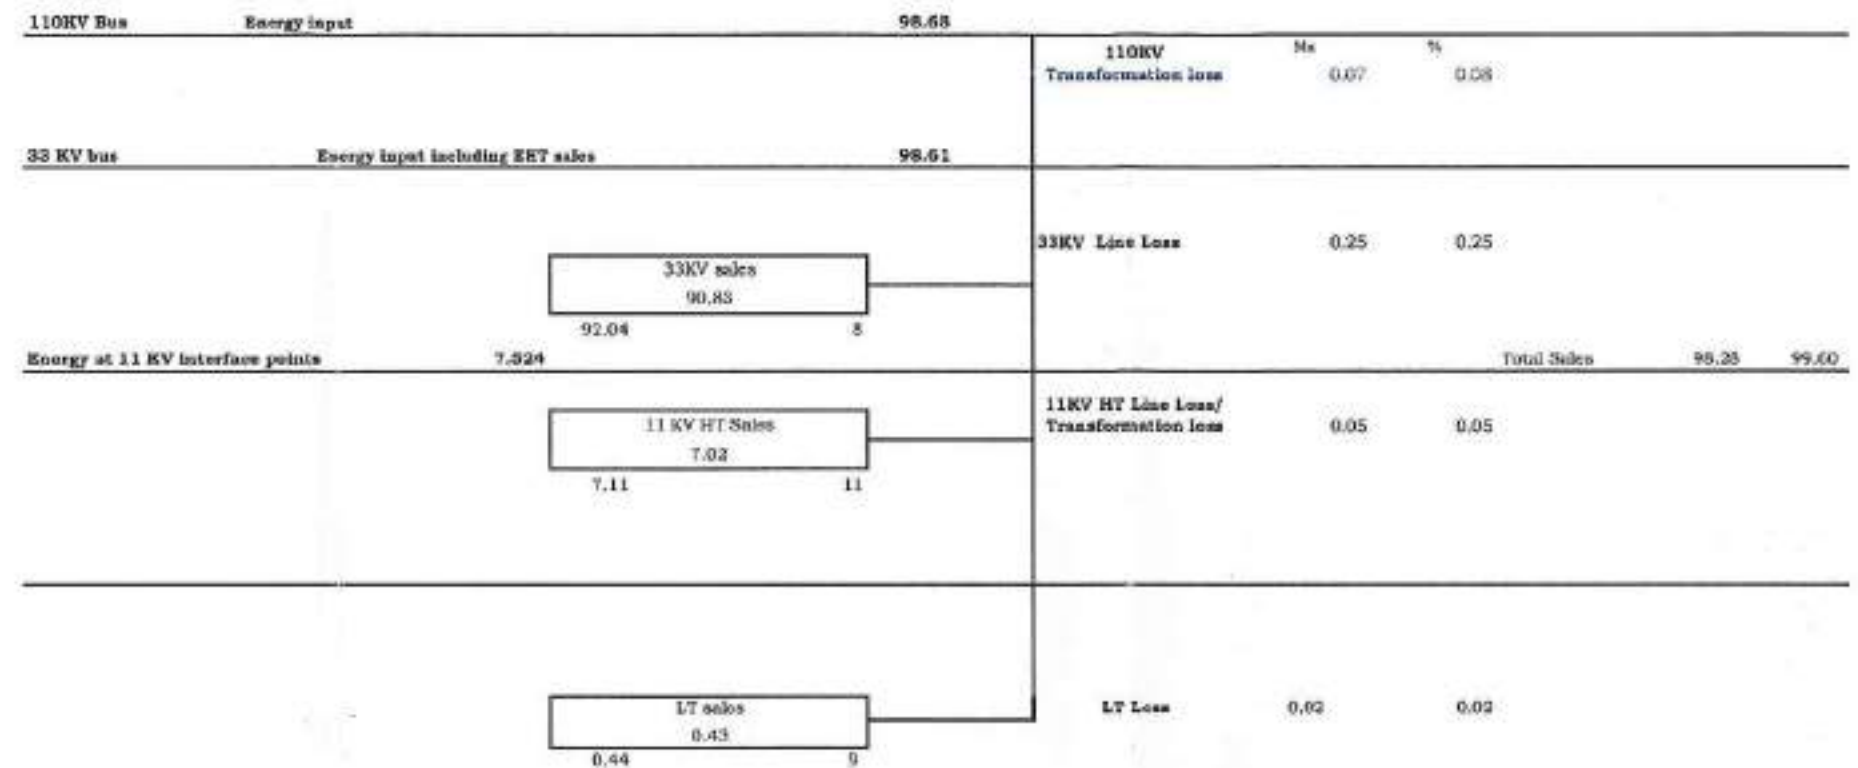 110KV Bus Energy input 98.68
110KV Mu %
Transformation loss 0.07 0.08
33 KV bus Energy input including EHT sales 98.61
33KV Line Loss 0.25 0.25
33KV sales
90.83
92.04 8
Energy at 11 KV Interface points 7.524 Total Sales 98.28 99.60
11KV HT Line Loss/
11 KV HT Sales
Transformation loss 0.05 0.05
7.02
7.11 11
LT sales
LT Loss 0.02 0.02
0.43
0.44 9